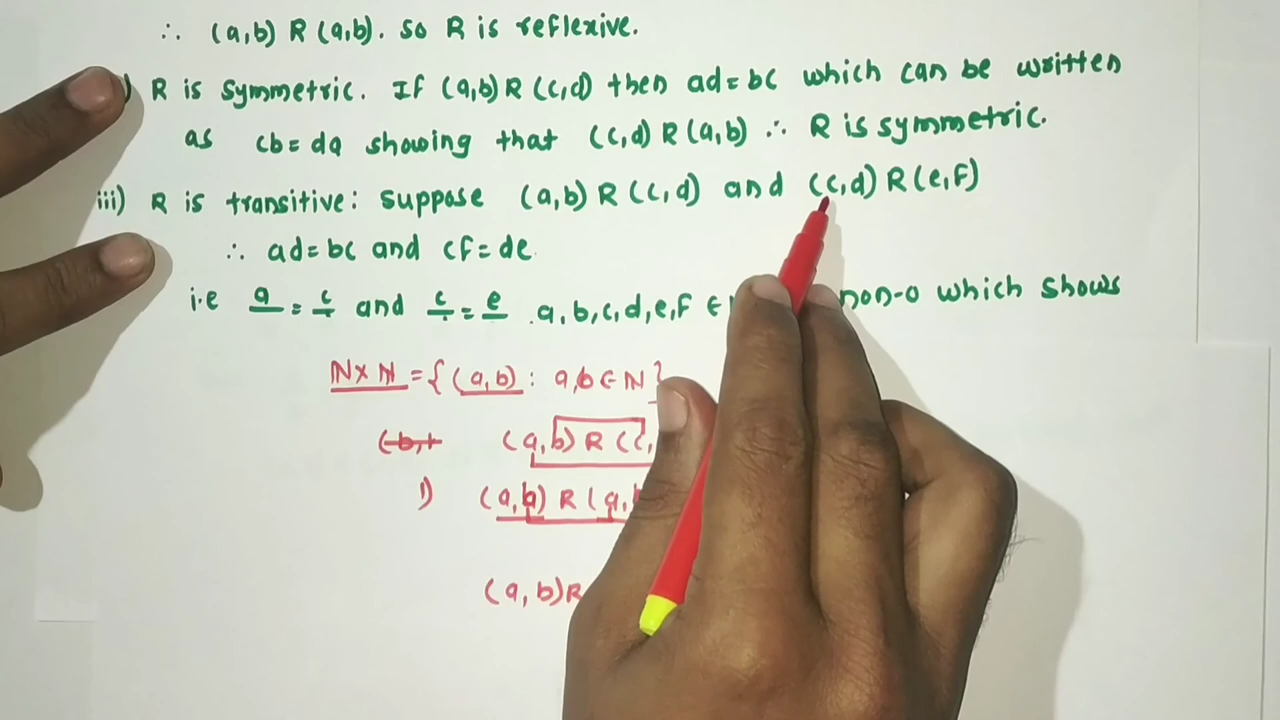 ∴ (a,b) R (a,b). so R is reflexive.
) R is symmetric. If (a,b) R (c,d) then ad=bc which can be written
as cb=da showing that (c,d) R (a,b) ∴ R is symmetric.
iii) R is transitive: suppose (a,b) R (c,d) and (c,d) R (e,f)
∴ ad=bc and cf=de
i.e a = c and c = e .a,b,c,d,e,f ∈ non-0 which shows
N×N = { (a,b) : a,b ∈ N }
(b, (a,b) R (c,
1) (a,b) R (a,b
(a,b) R